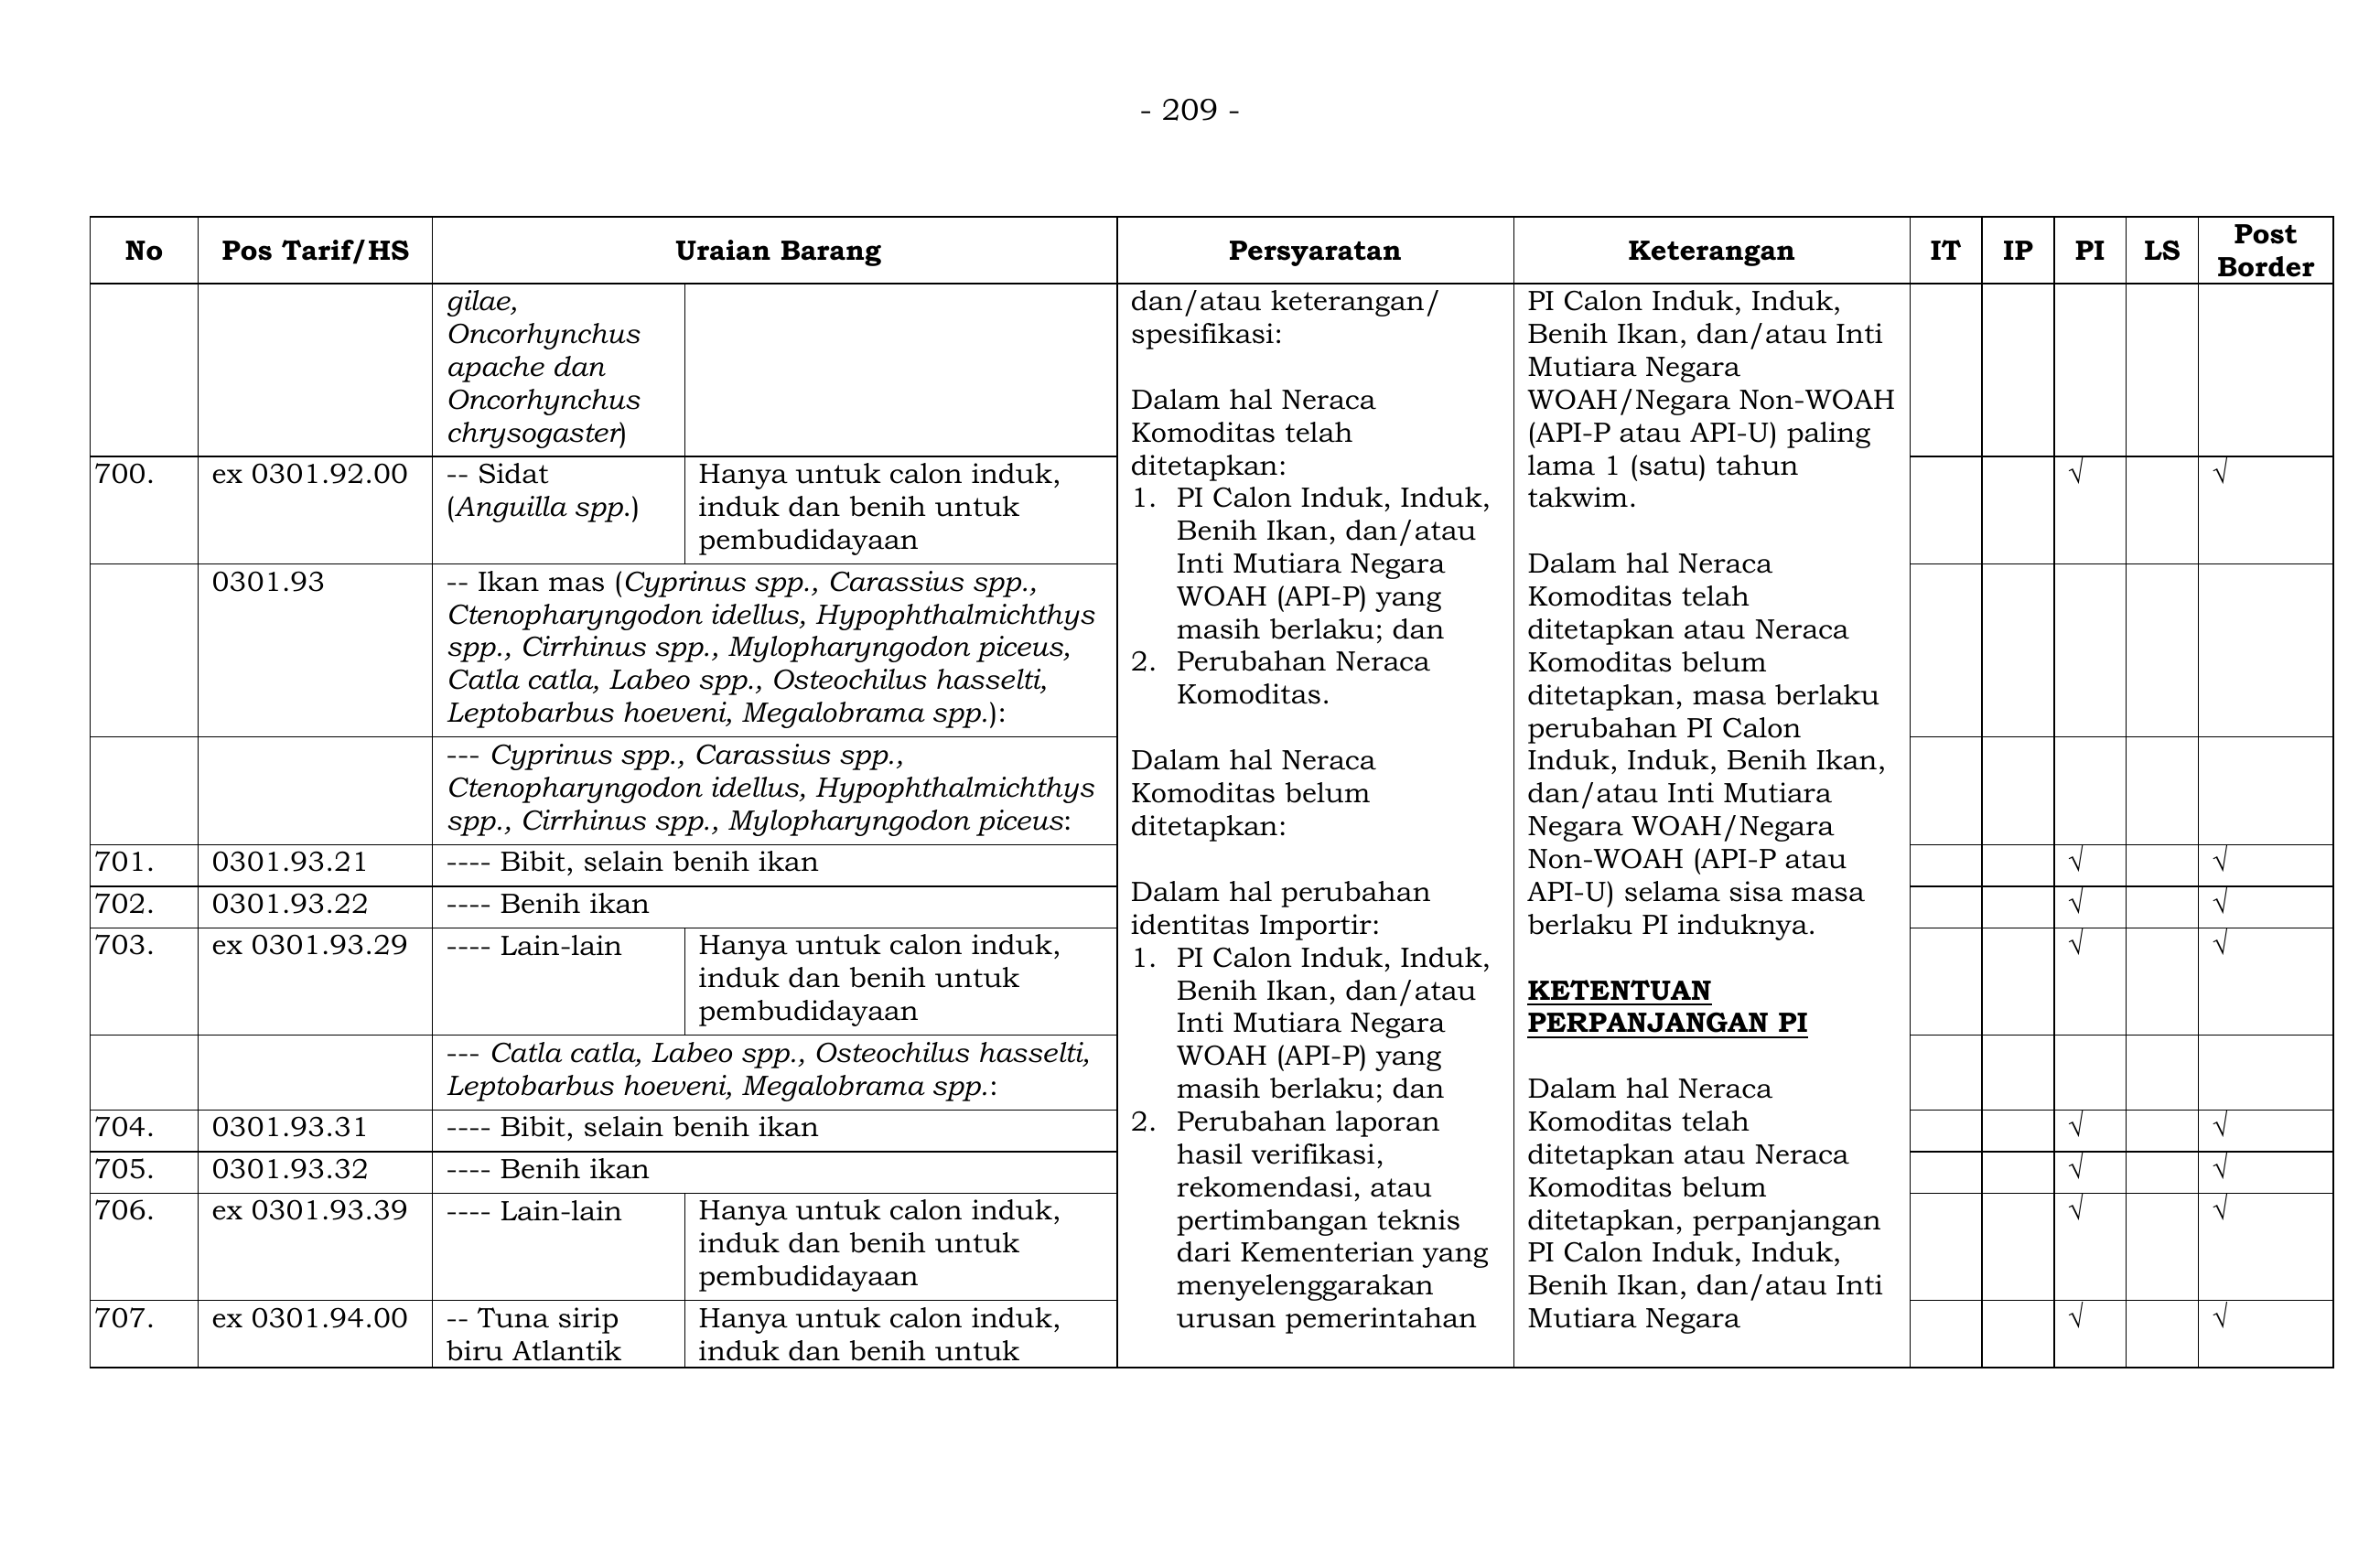 - 209 -
No Pos Tarif/HS Uraian Barang Persyaratan Keterangan IT IP PI LS Post Border
gilae,
Oncorhynchus
apache dan
Oncorhynchus
chrysogaster)
700. ex 0301.92.00 -- Sidat Hanya untuk calon induk, √ √
(Anguilla spp.) induk dan benih untuk
pembudidayaan
0301.93 -- Ikan mas (Cyprinus spp., Carassius spp.,
Ctenopharyngodon idellus, Hypophthalmichthys
spp., Cirrhinus spp., Mylopharyngodon piceus,
Catla catla, Labeo spp., Osteochilus hasselti,
Leptobarbus hoeveni, Megalobrama spp.):
--- Cyprinus spp., Carassius spp.,
Ctenopharyngodon idellus, Hypophthalmichthys
spp., Cirrhinus spp., Mylopharyngodon piceus:
701. 0301.93.21 ---- Bibit, selain benih ikan √ √
702. 0301.93.22 ---- Benih ikan √ √
703. ex 0301.93.29 ---- Lain-lain Hanya untuk calon induk, √ √
induk dan benih untuk
pembudidayaan
--- Catla catla, Labeo spp., Osteochilus hasselti,
Leptobarbus hoeveni, Megalobrama spp.:
704. 0301.93.31 ---- Bibit, selain benih ikan √ √
705. 0301.93.32 ---- Benih ikan √ √
706. ex 0301.93.39 ---- Lain-lain Hanya untuk calon induk, √ √
induk dan benih untuk
pembudidayaan
707. ex 0301.94.00 -- Tuna sirip Hanya untuk calon induk, √ √
biru Atlantik induk dan benih untuk
dan/atau keterangan/
spesifikasi:
Dalam hal Neraca
Komoditas telah
ditetapkan:
1. PI Calon Induk, Induk,
Benih Ikan, dan/atau
Inti Mutiara Negara
WOAH (API-P) yang
masih berlaku; dan
2. Perubahan Neraca
Komoditas.
Dalam hal Neraca
Komoditas belum
ditetapkan:
Dalam hal perubahan
identitas Importir:
1. PI Calon Induk, Induk,
Benih Ikan, dan/atau
Inti Mutiara Negara
WOAH (API-P) yang
masih berlaku; dan
2. Perubahan laporan
hasil verifikasi,
rekomendasi, atau
pertimbangan teknis
dari Kementerian yang
menyelenggarakan
urusan pemerintahan
PI Calon Induk, Induk,
Benih Ikan, dan/atau Inti
Mutiara Negara
WOAH/Negara Non-WOAH
(API-P atau API-U) paling
lama 1 (satu) tahun
takwim.
Dalam hal Neraca
Komoditas telah
ditetapkan atau Neraca
Komoditas belum
ditetapkan, masa berlaku
perubahan PI Calon
Induk, Induk, Benih Ikan,
dan/atau Inti Mutiara
Negara WOAH/Negara
Non-WOAH (API-P atau
API-U) selama sisa masa
berlaku PI induknya.
KETENTUAN
PERPANJANGAN PI
Dalam hal Neraca
Komoditas telah
ditetapkan atau Neraca
Komoditas belum
ditetapkan, perpanjangan
PI Calon Induk, Induk,
Benih Ikan, dan/atau Inti
Mutiara Negara